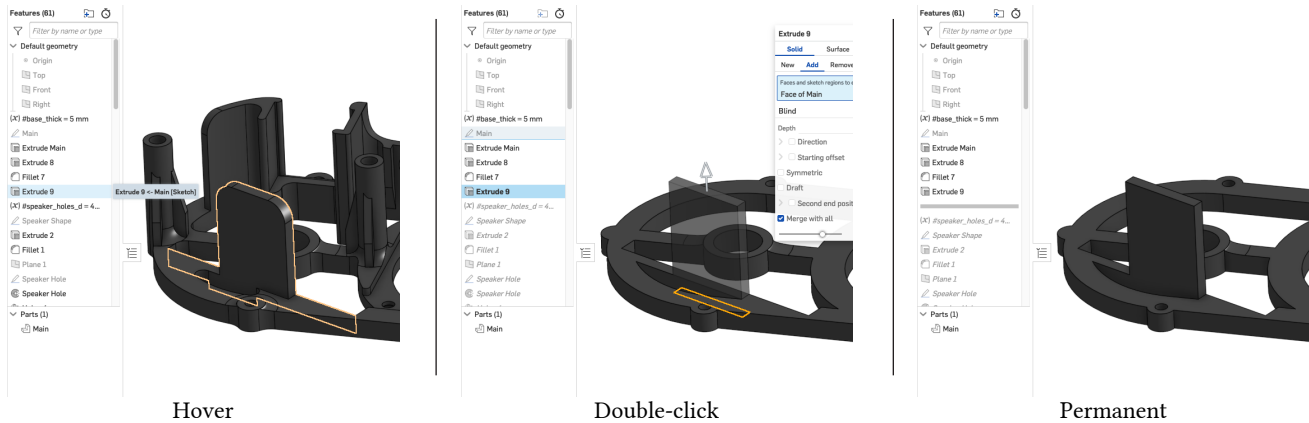 Features (61)
Filter by name or type
Default geometry
Origin
Top
Front
Right
(x) #base_thick = 5 mm
Main
Extrude Main
Extrude 8
Fillet 7
Extrude 9
Extrude 9 <- Main [Sketch]
(x) #speaker_holes_d = 4...
Speaker Shape
Extrude 2
Fillet 1
Plane 1
Speaker Hole
Speaker Hole
Parts (1)
Main
Hover
Features (61)
Filter by name or type
Default geometry
Origin
Top
Front
Right
(x) #base_thick = 5 mm
Main
Extrude Main
Extrude 8
Fillet 7
Extrude 9
(x) #speaker_holes_d = 4...
Speaker Shape
Extrude 2
Fillet 1
Plane 1
Speaker Hole
Speaker Hole
Parts (1)
Main
Extrude 9
Solid Surface
New Add Remove
Faces and sketch regions to e
Face of Main
Blind
Depth
Direction
Starting offset
Symmetric
Draft
Second end posit
Merge with all
Double-click
Features (61)
Filter by name or type
Default geometry
Origin
Top
Front
Right
(x) #base_thick = 5 mm
Main
Extrude Main
Extrude 8
Fillet 7
Extrude 9
(x) #speaker_holes_d = 4...
Speaker Shape
Extrude 2
Fillet 1
Plane 1
Speaker Hole
Speaker Hole
Parts (1)
Main
Permanent